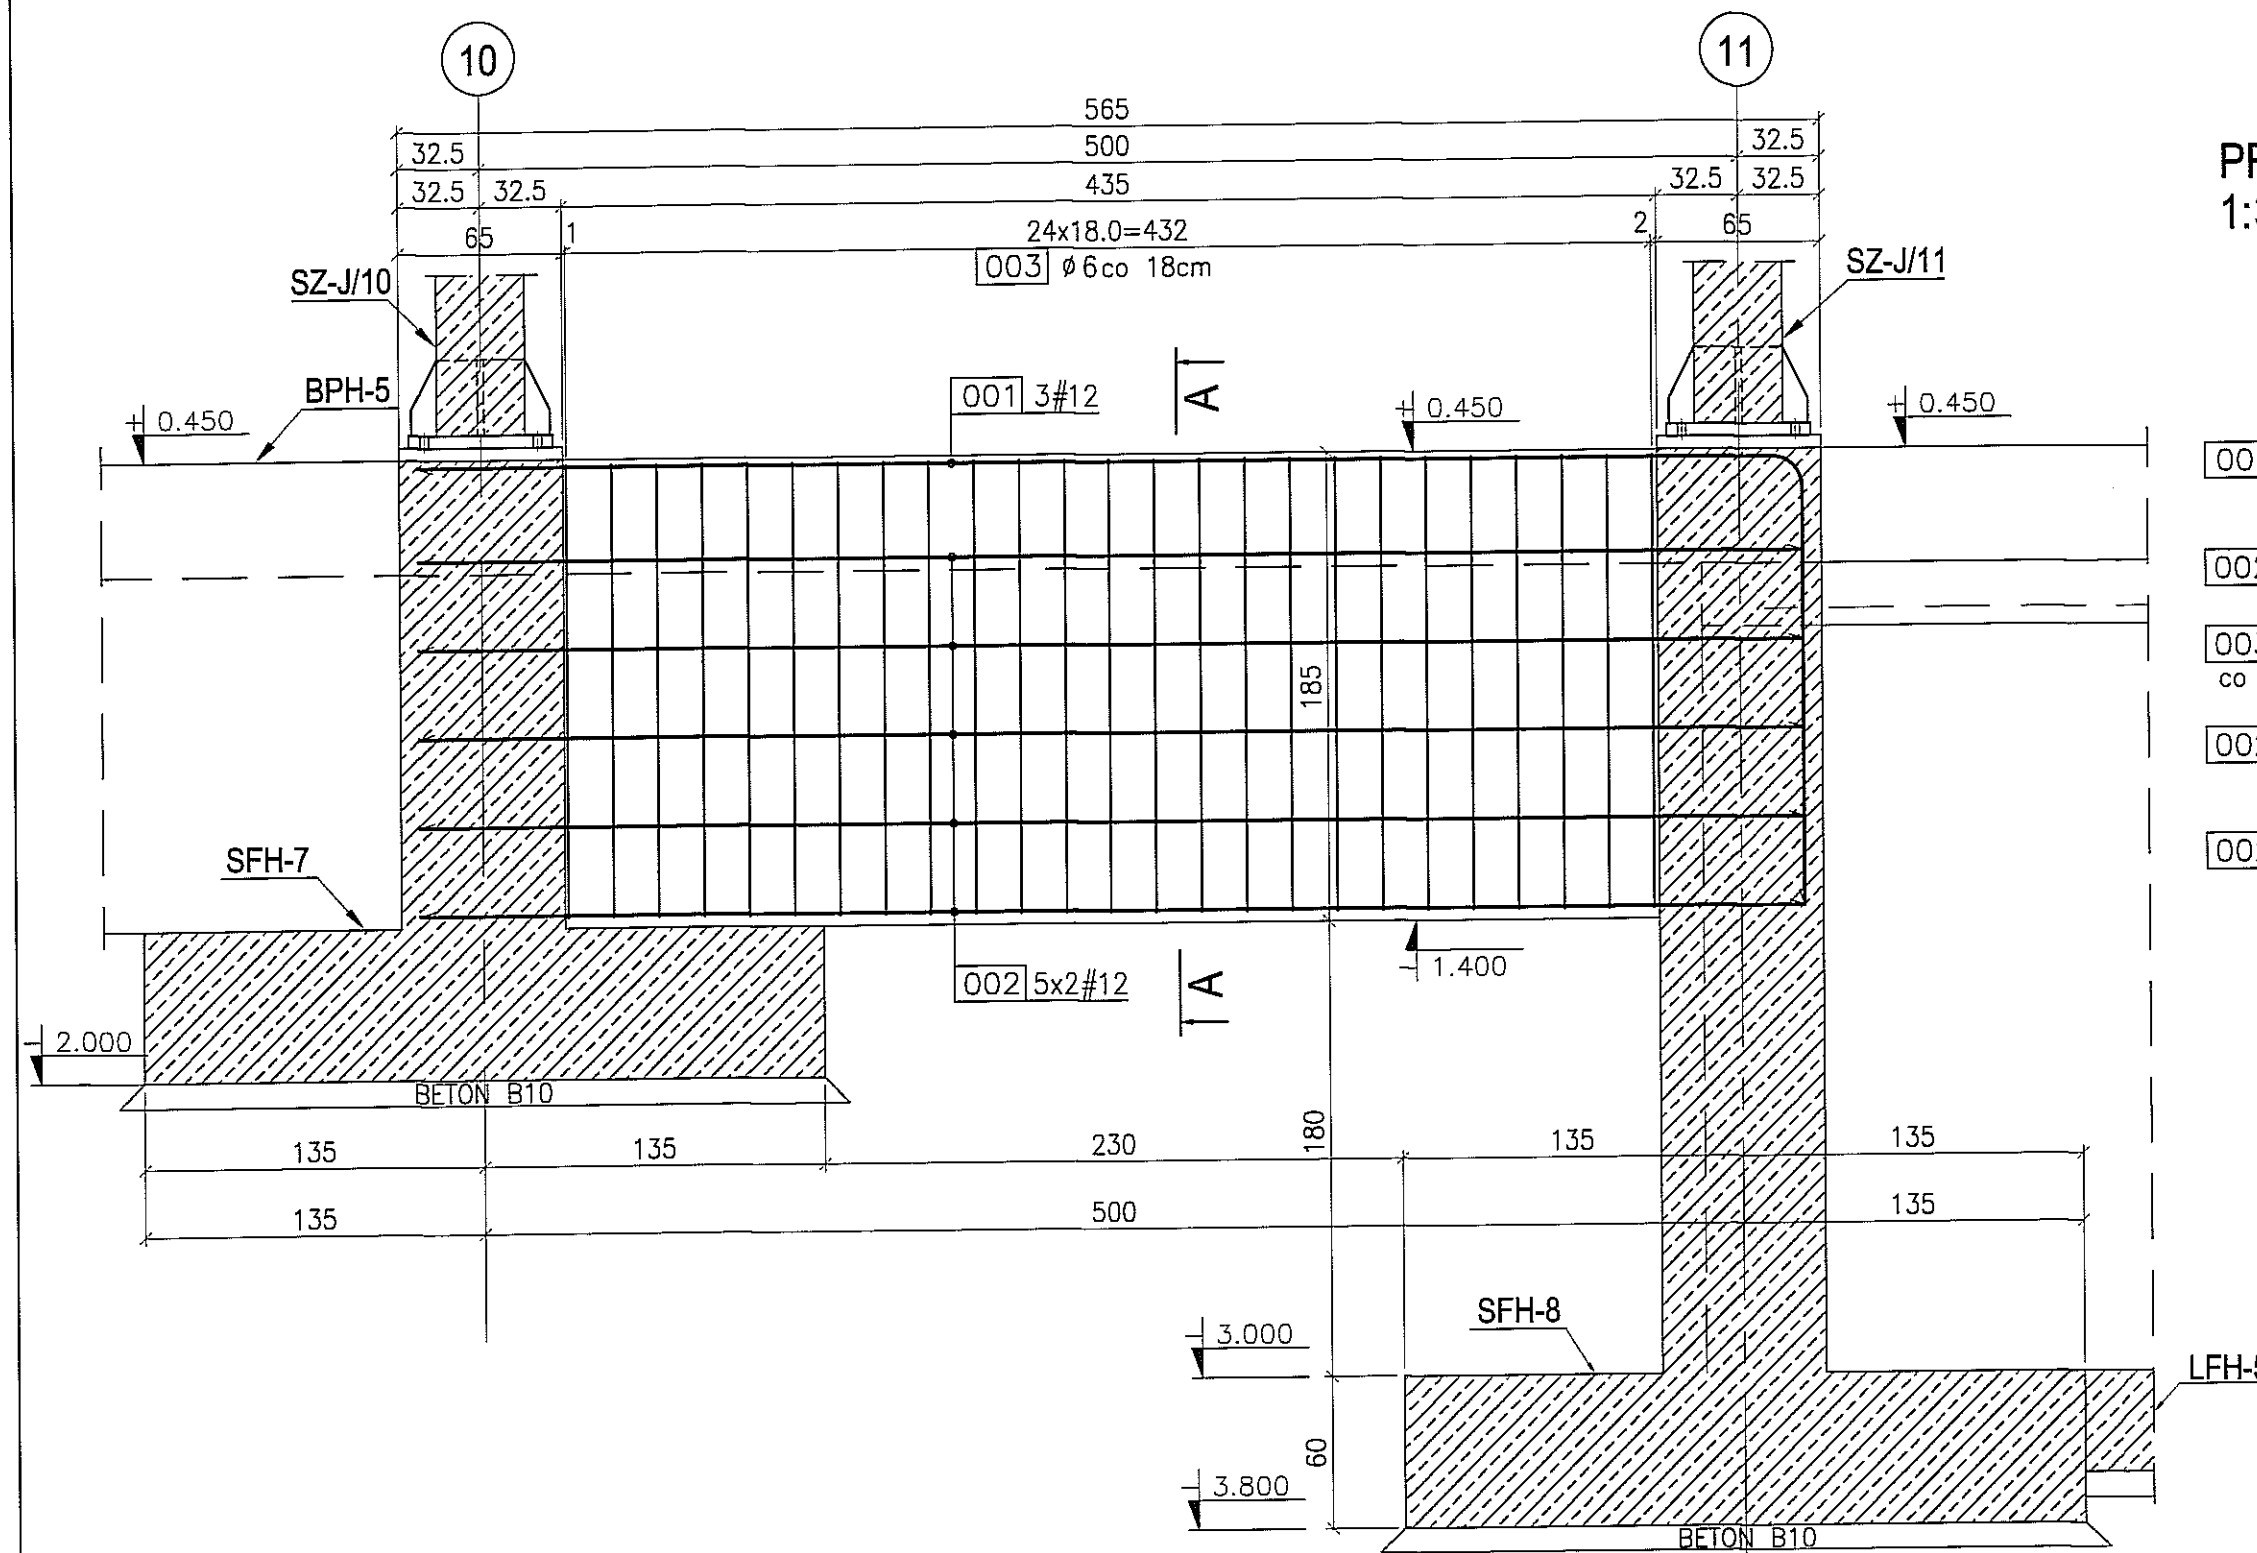 10
11
565
32.5 500 32.5
32.5 32.5 435 32.5 32.5
65 1 24x18.0=432 2 65
003 ø6co 18cm
SZ-J/10
SZ-J/11
BPH-5
001 3#12
A
+ 0.450
+ 0.450
+ 0.450
185
SFH-7
002 5x2#12
A
- 1.400
- 2.000
BETON B10
135 135 230 180 135 135
135 500 135
SFH-8
- 3.000
60
- 3.800
BETON B10
co